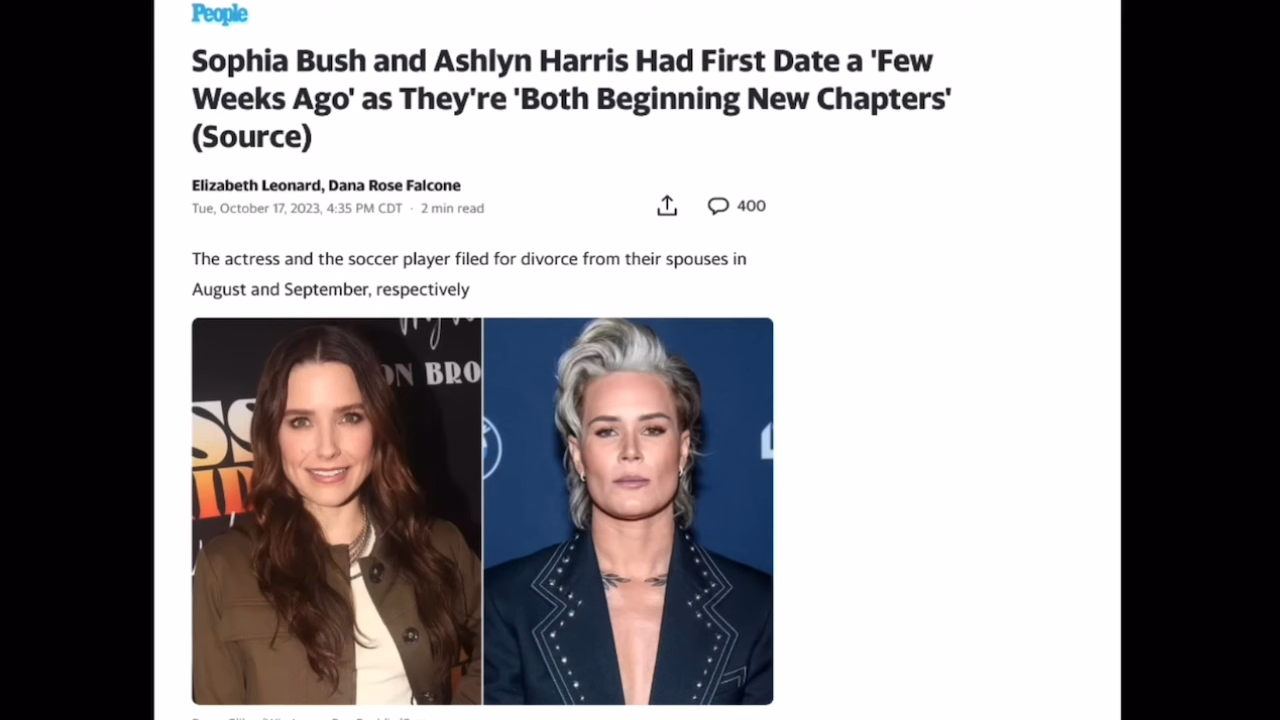 People
Sophia Bush and Ashlyn Harris Had First Date a 'Few
Weeks Ago' as They're 'Both Beginning New Chapters'
(Source)
Elizabeth Leonard, Dana Rose Falcone
Tue, October 17, 2023, 4:35 PM CDT · 2 min read
400
The actress and the soccer player filed for divorce from their spouses in
August and September, respectively
ON BRO